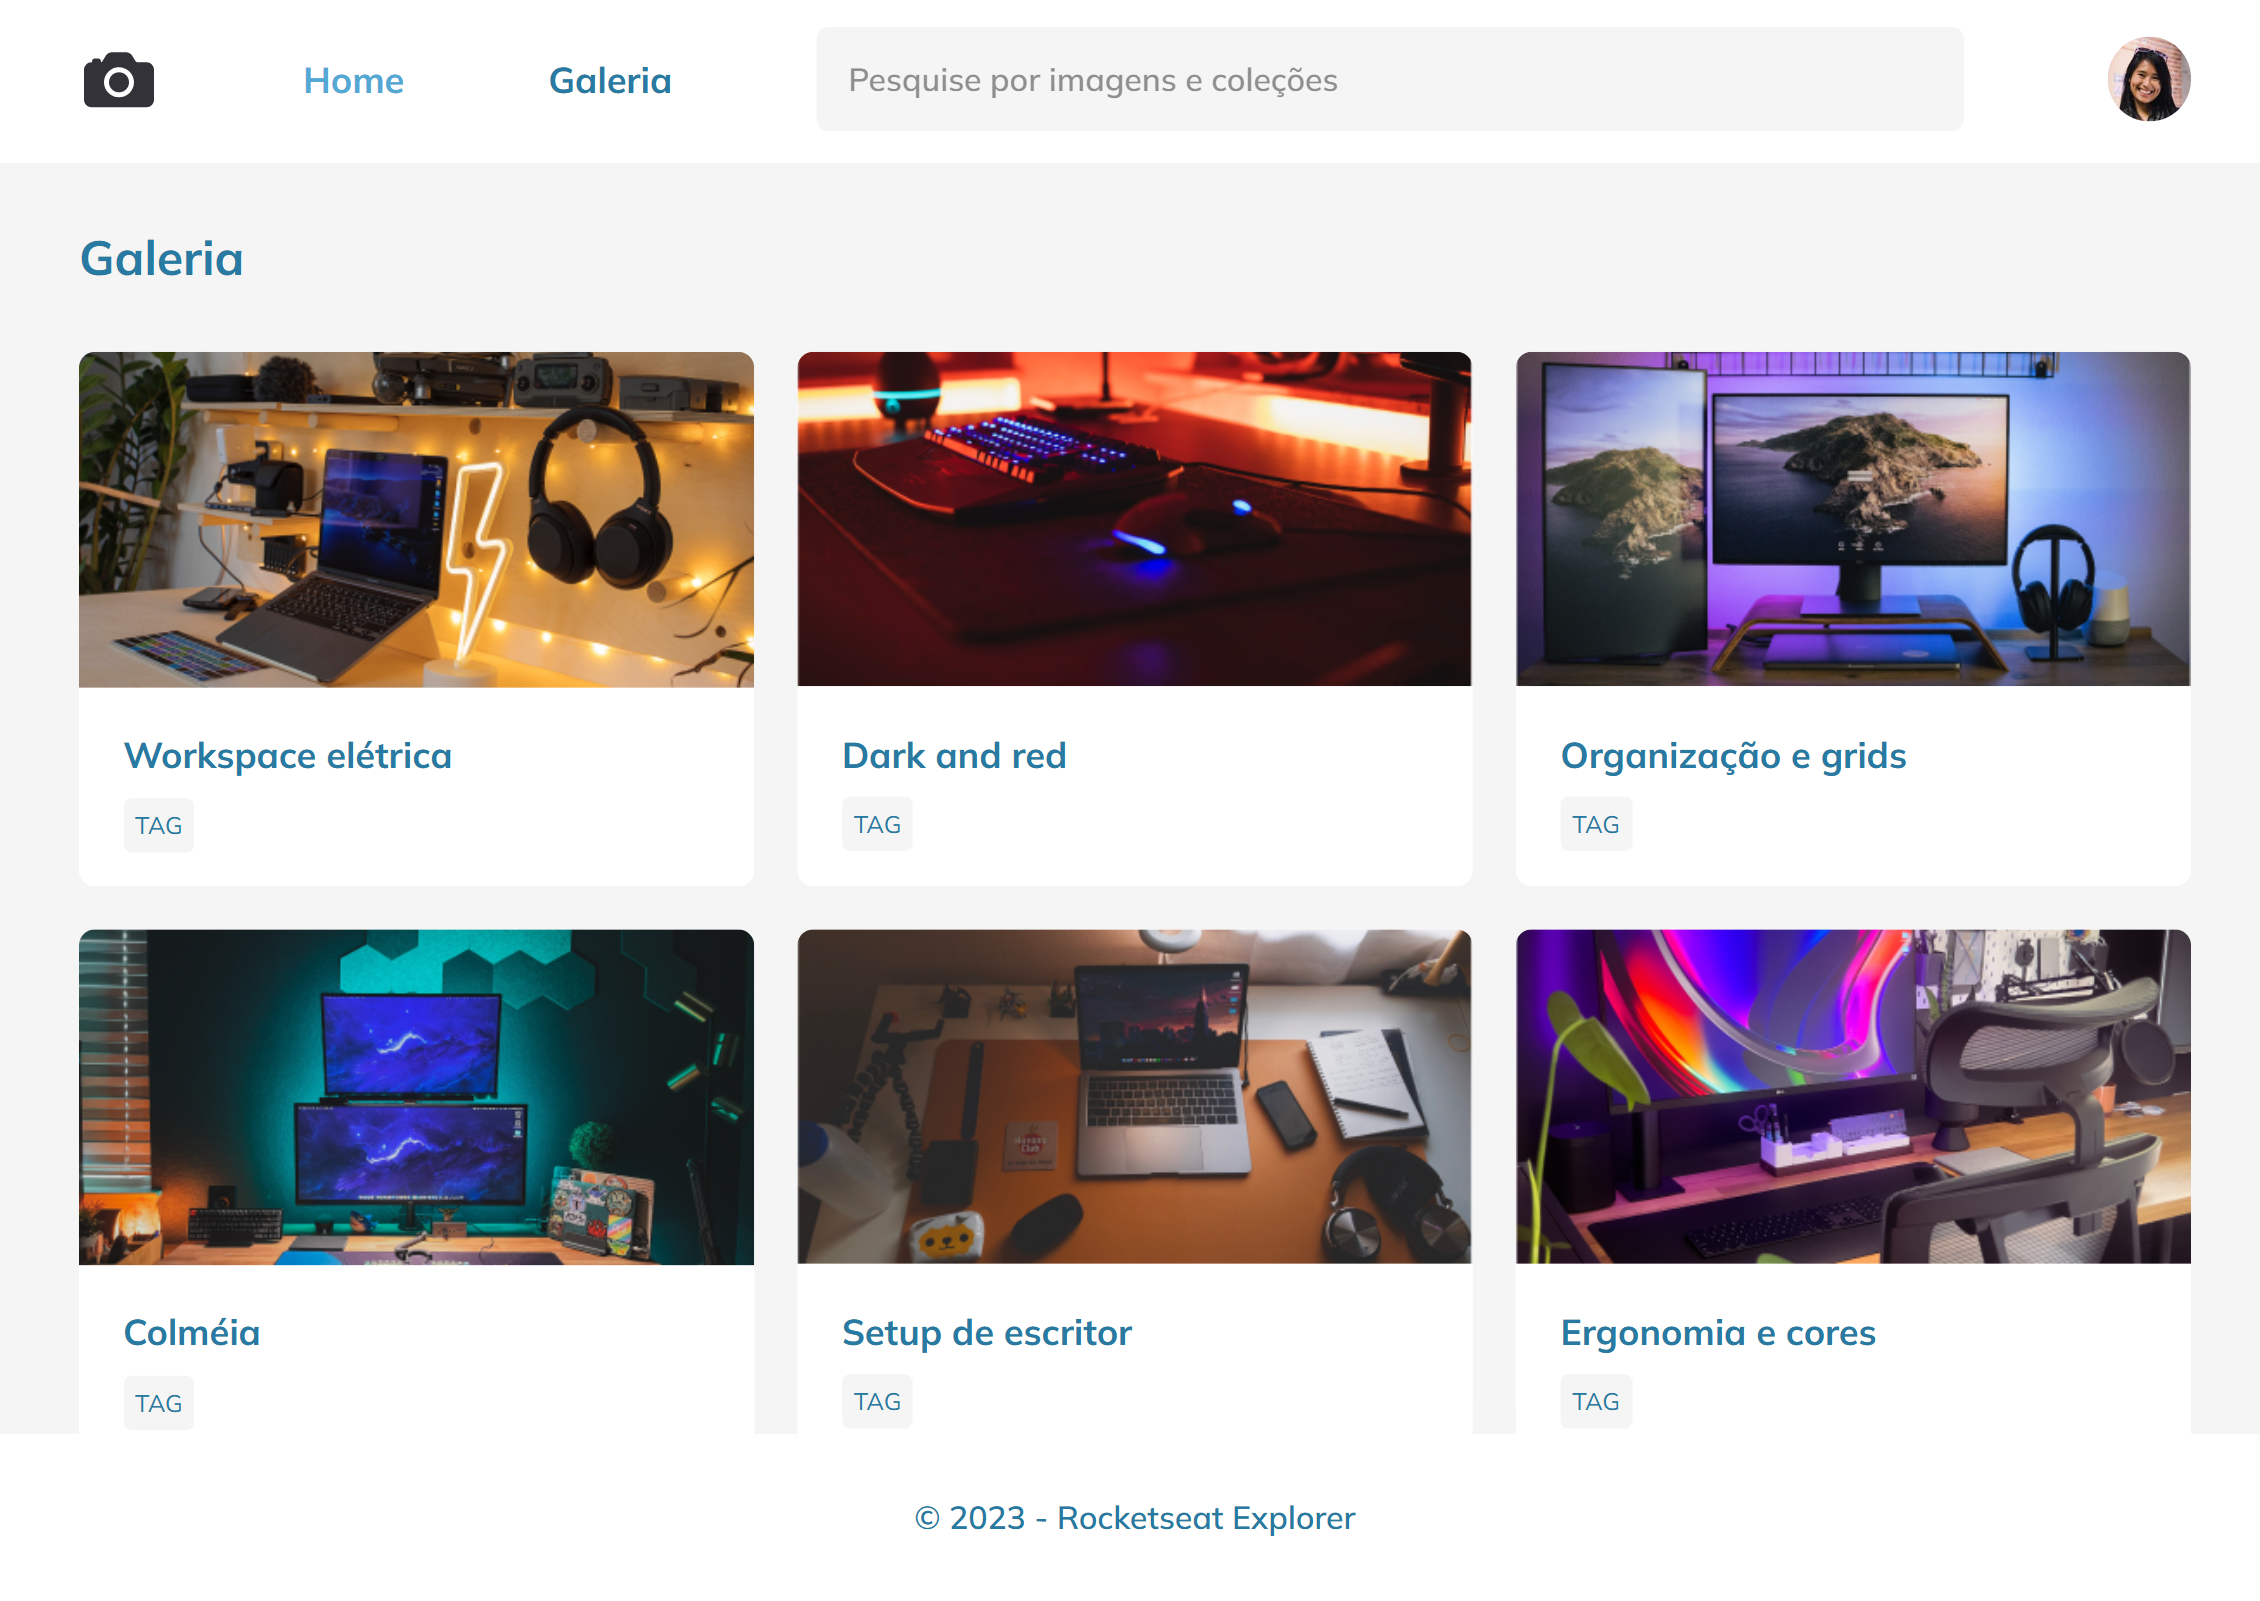 Home
Galeria
Pesquise por imagens e coleções
Galeria
Workspace elétrica
TAG
Dark and red
TAG
Organização e grids
TAG
Colméia
TAG
Setup de escritor
TAG
Ergonomia e cores
TAG
© 2023 - Rocketseat Explorer